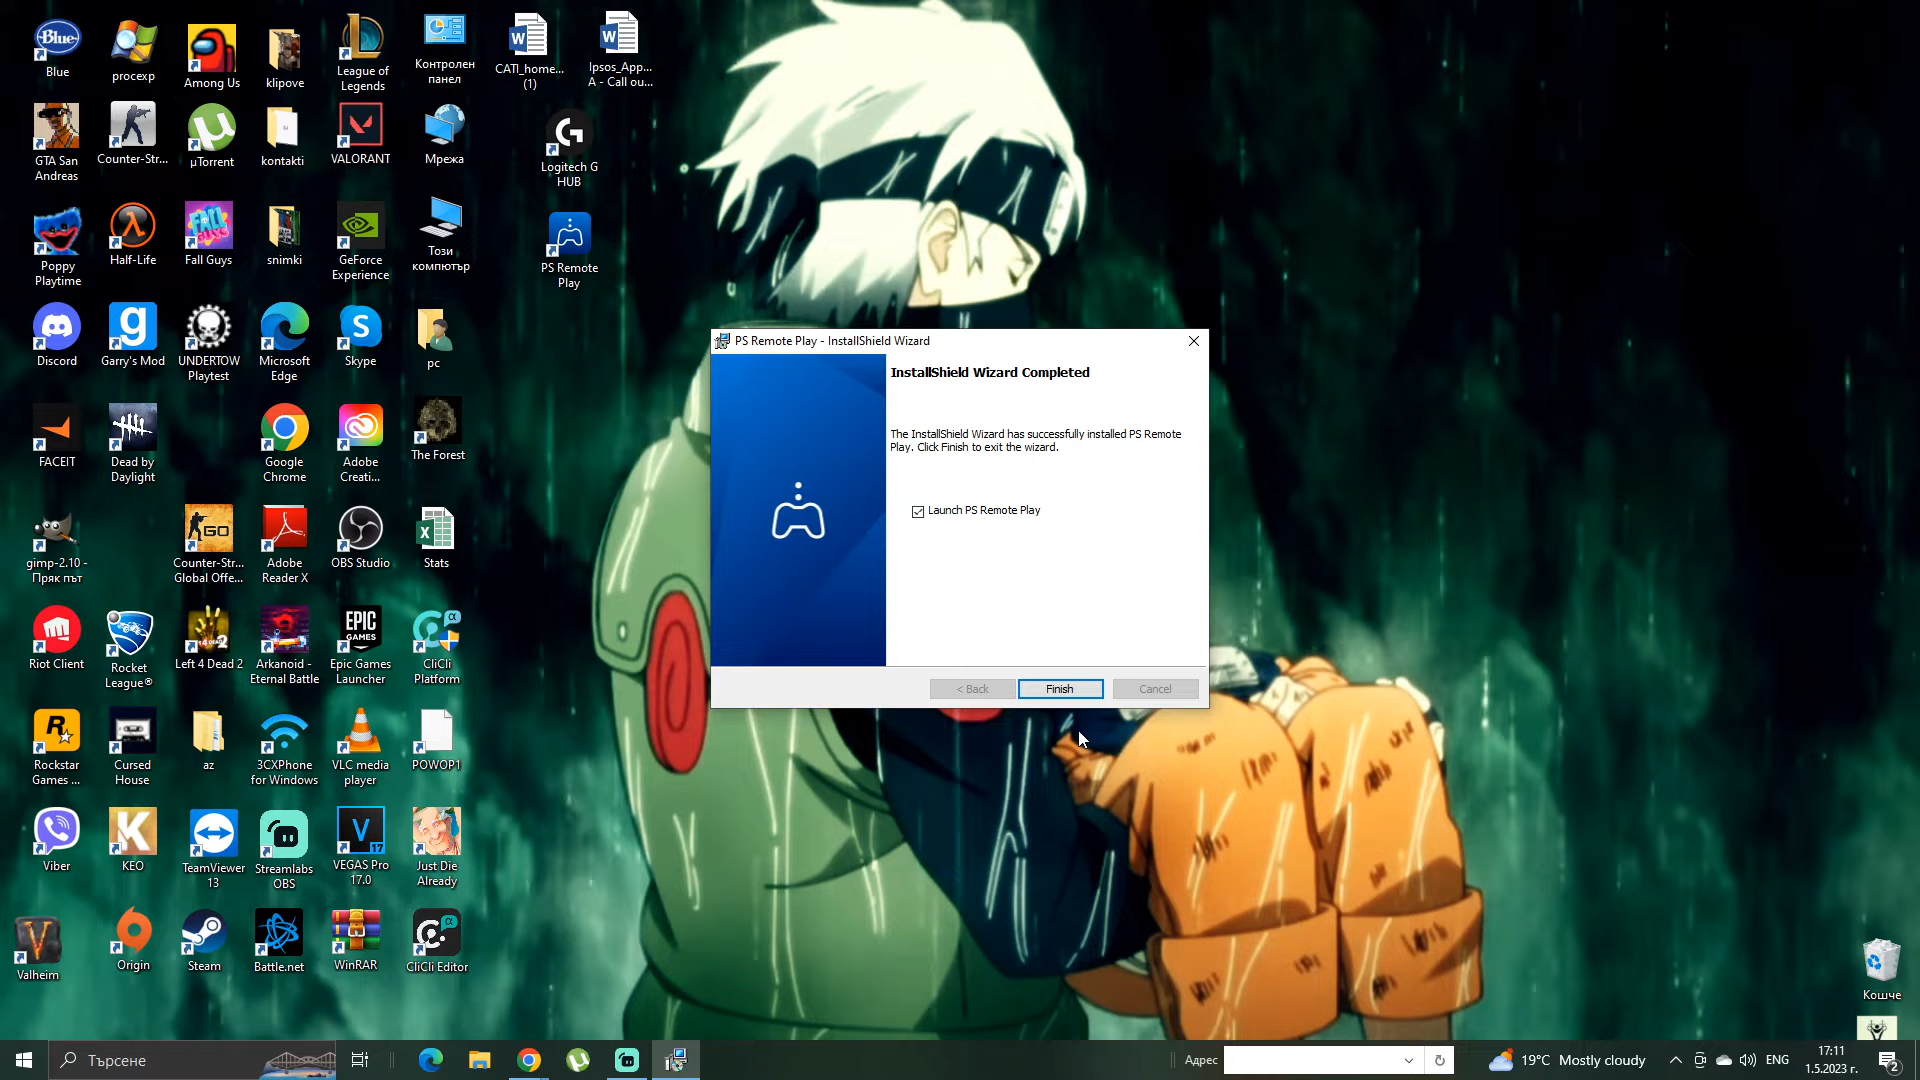 Blue
procexp
Among Us
klipove
League of
Legends
Контролен
панел
CATI_home...
(1)
Ipsos_App...
A - Call ou...
GTA San
Andreas
Counter-Str...
µTorrent
kontakti
VALORANT
Мрежа
Logitech G
HUB
Poppy
Playtime
Half-Life
Fall Guys
snimki
GeForce
Experience
Този
компютър
PS Remote
Play
Discord
Garry's Mod
UNDERTOW
Playtest
Microsoft
Edge
Skype
pc
FACEIT
Dead by
Daylight
Google
Chrome
Adobe
Creati...
The Forest
gimp-2.10 -
Пряк път
Counter-Str...
Global Offe...
Adobe
Reader X
OBS Studio
Stats
Riot Client
Rocket
League®
Left 4 Dead 2
Arkanoid -
Eternal Battle
Epic Games
Launcher
CliCli
Platform
Rockstar
Games ...
Cursed
House
az
3CXPhone
for Windows
VLC media
player
POWOP1
Viber
KEO
TeamViewer
13
Streamlabs
OBS
VEGAS Pro
17.0
Just Die
Already
Valheim
Origin
Steam
Battle.net
WinRAR
CliCli Editor
Кошче
PS Remote Play - InstallShield Wizard
InstallShield Wizard Completed
The InstallShield Wizard has successfully installed PS Remote
Play. Click Finish to exit the wizard.
Launch PS Remote Play
< Back
Finish
Cancel
Търсене
Адрес
19°C Mostly cloudy
ENG
17:11
1.5.2023 г.
2